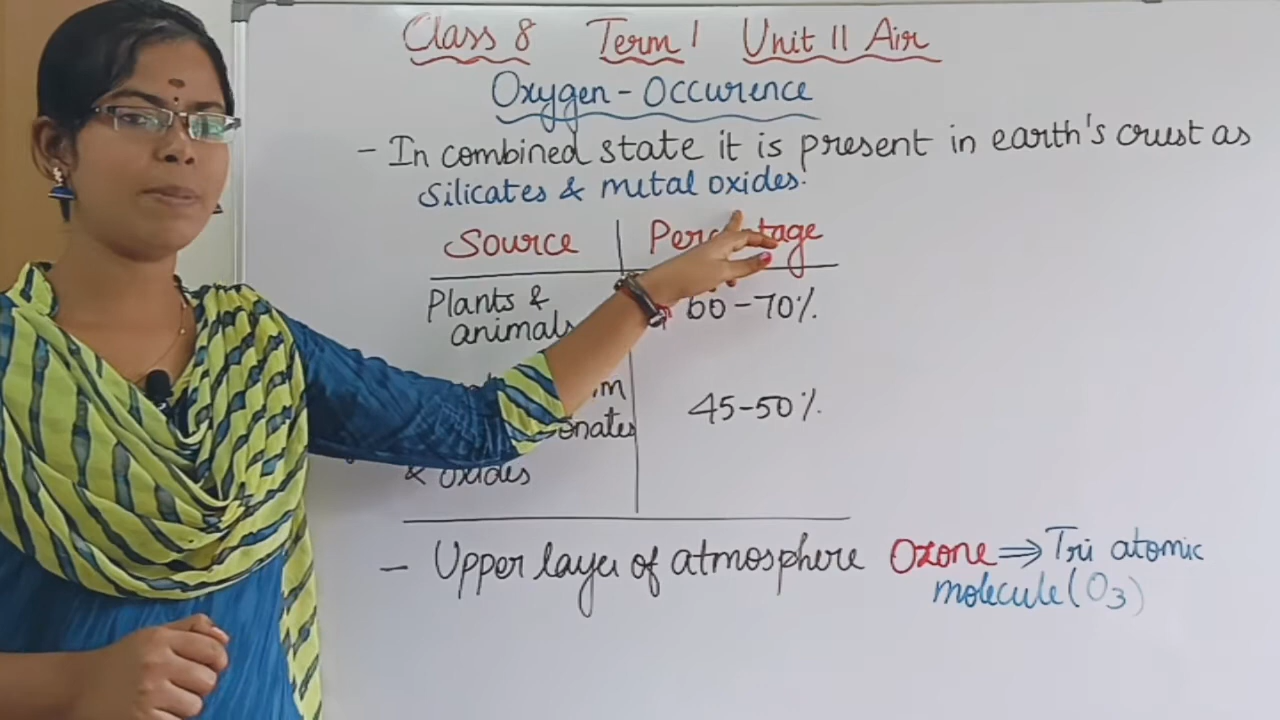 Class 8 Term 1 Unit 11 Air
Oxygen - Occurence
- In combined state it is present in earth's crust as
Silicates & metal oxides.
Source Percentage
Plants &
animals 60-70%
45-50%
& oxides
- Upper layer of atmosphere Ozone ⇒ Tri atomic
molecule (O3)